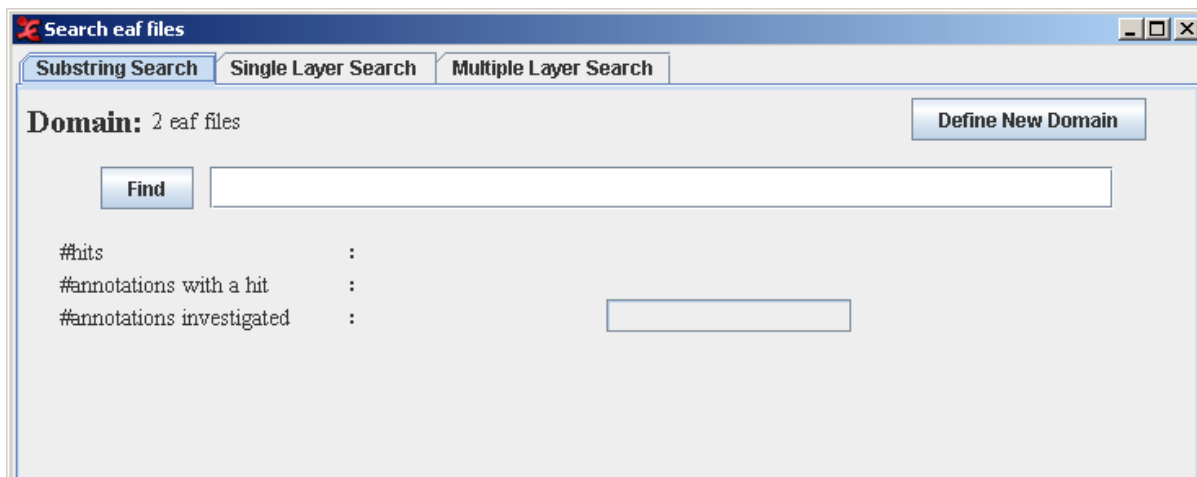 Search eaf files
Substring Search Single Layer Search Multiple Layer Search
Domain: 2 eaf files Define New Domain
Find
#hits :
#annotations with a hit :
#annotations investigated :